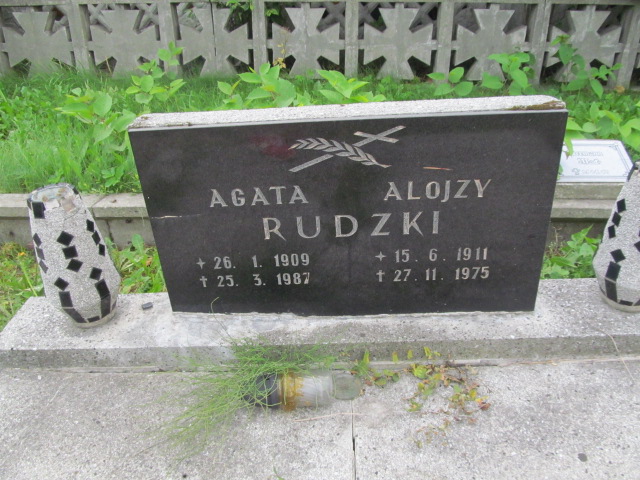 AGATA ALOJZY
RUDZKI
+ 26. 1. 1909 + 15. 6. 1911
† 25. 3. 1987 † 27. 11. 1975